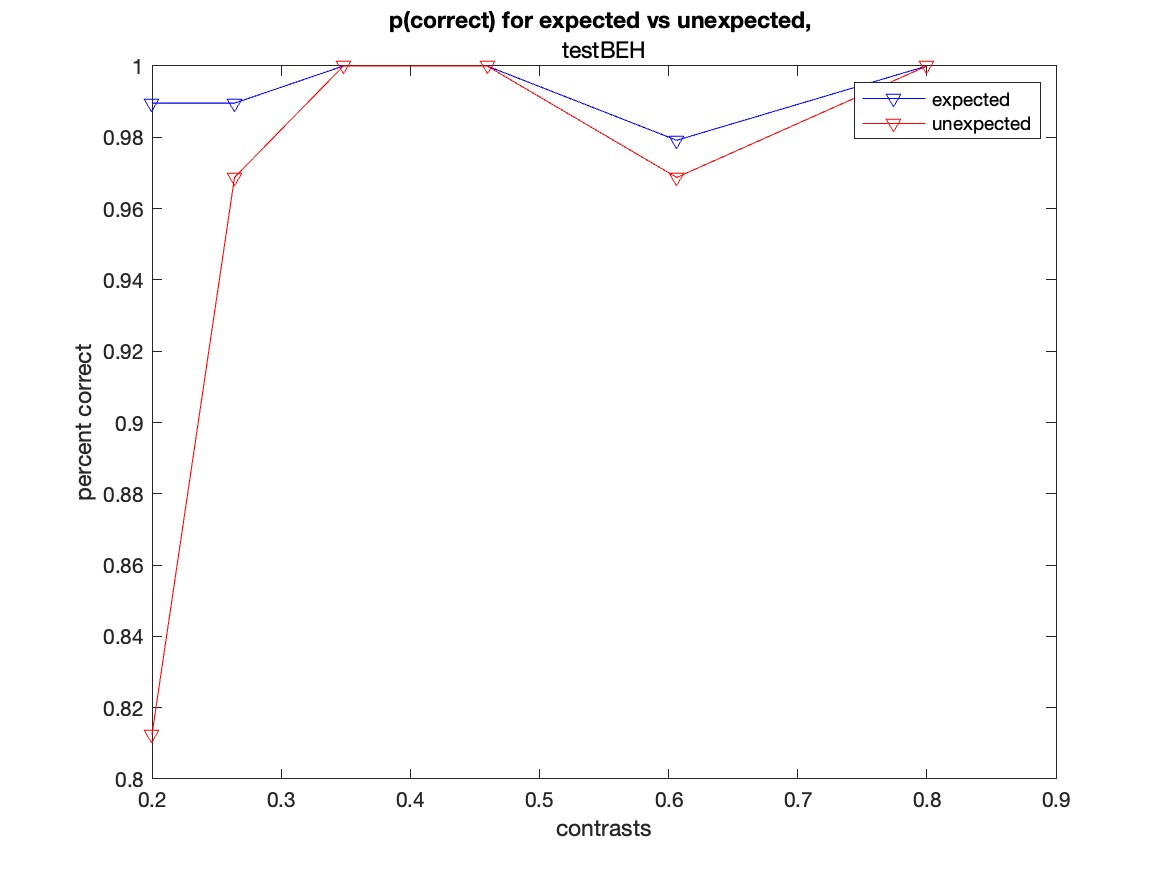 p(correct) for expected vs unexpected,
testBEH
1
0.98
0.96
0.94
0.92
0.9
0.88
0.86
0.84
0.82
0.8
percent correct
expected
unexpected
0.2 0.3 0.4 0.5 0.6 0.7 0.8 0.9
contrasts